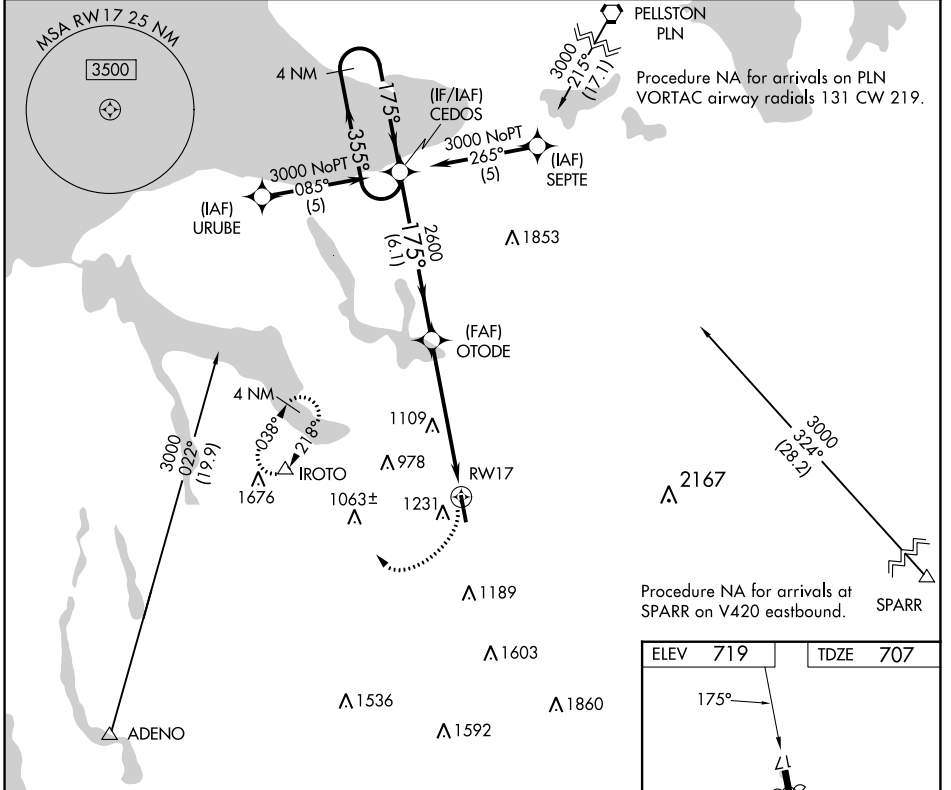 MSA RW17 25 NM
3500
PELLSTON
PLN
3000
215°
(17.1)
Procedure NA for arrivals on PLN
VORTAC airway radials 131 CW 219.
4 NM
175°
355°
(IF/IAF)
CEDOS
3000 NoPT
265°
(5)
(IAF)
SEPTE
3000 NoPT
085°
(5)
(IAF)
URUBE
2600
175°
(6.1)
1853
(FAF)
OTODE
4 NM
038°
218°
IROTO
1676
1109
978
1063±
1231
RW17
2167
3000
022°
(19.9)
3000
324°
(28.2)
1189
Procedure NA for arrivals at
SPARR on V420 eastbound.
SPARR
1603
1536
1860
1592
ADENO
ELEV 719
TDZE 707
175°
17